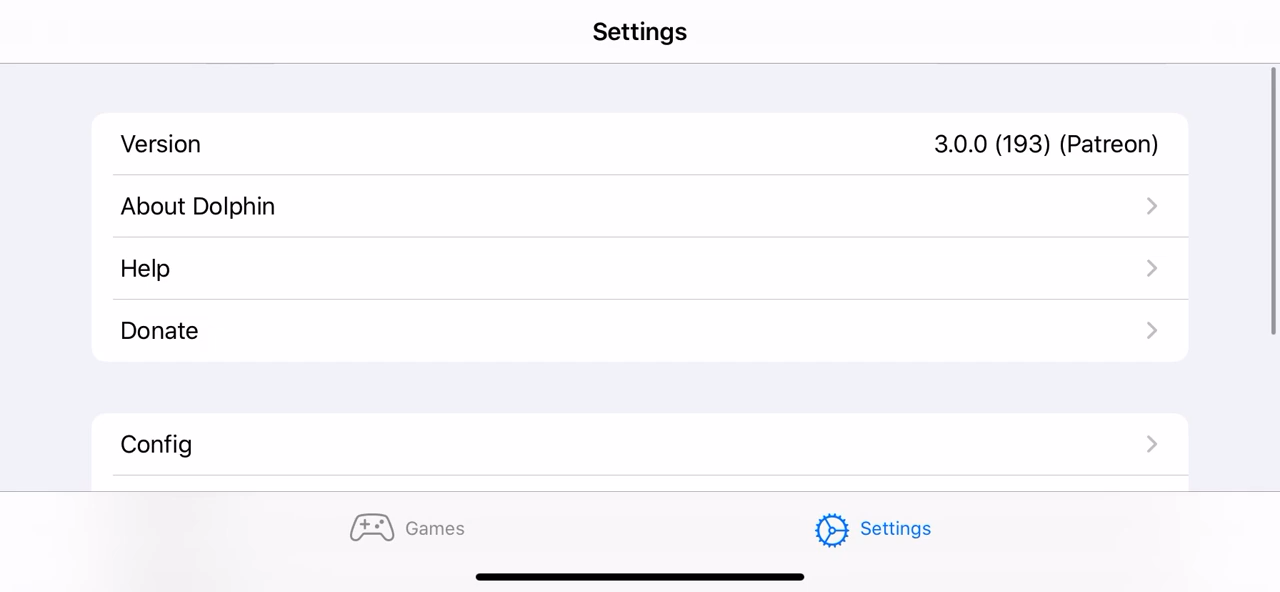 Settings
Version 3.0.0 (193) (Patreon)
About Dolphin
Help
Donate
Config
Games Settings